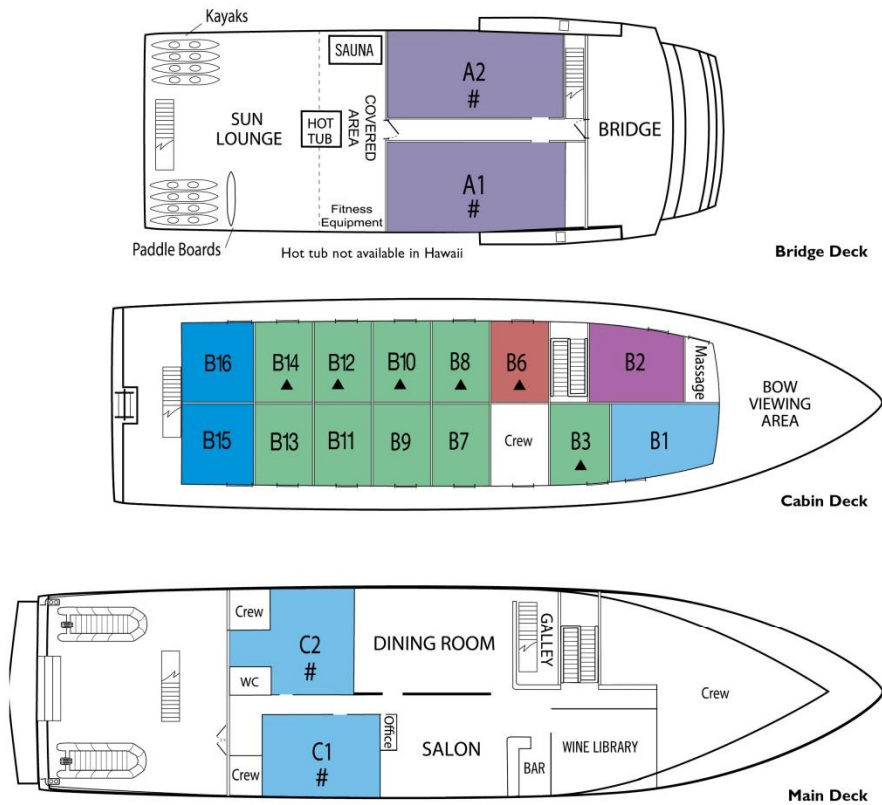 Kayaks
SAUNA
A2
#
SUN
LOUNGE
HOT
TUB
COVERED
AREA
BRIDGE
A1
#
Fitness
Equipment
Paddle Boards
Hot tub not available in Hawaii
Bridge Deck
B16
B14
B12
B10
B8
B6
B2
Massage
BOW
VIEWING
AREA
B15
B13
B11
B9
B7
Crew
B3
B1
Cabin Deck
Crew
C2
#
DINING ROOM
GALLEY
WC
Crew
Office
C1
#
SALON
WINE LIBRARY
Crew
BAR
Main Deck